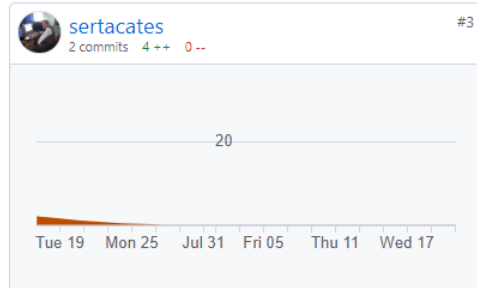 sertacates
#3
2 commits 4 ++ 0 --
20
Tue 19 Mon 25 Jul 31 Fri 05 Thu 11 Wed 17